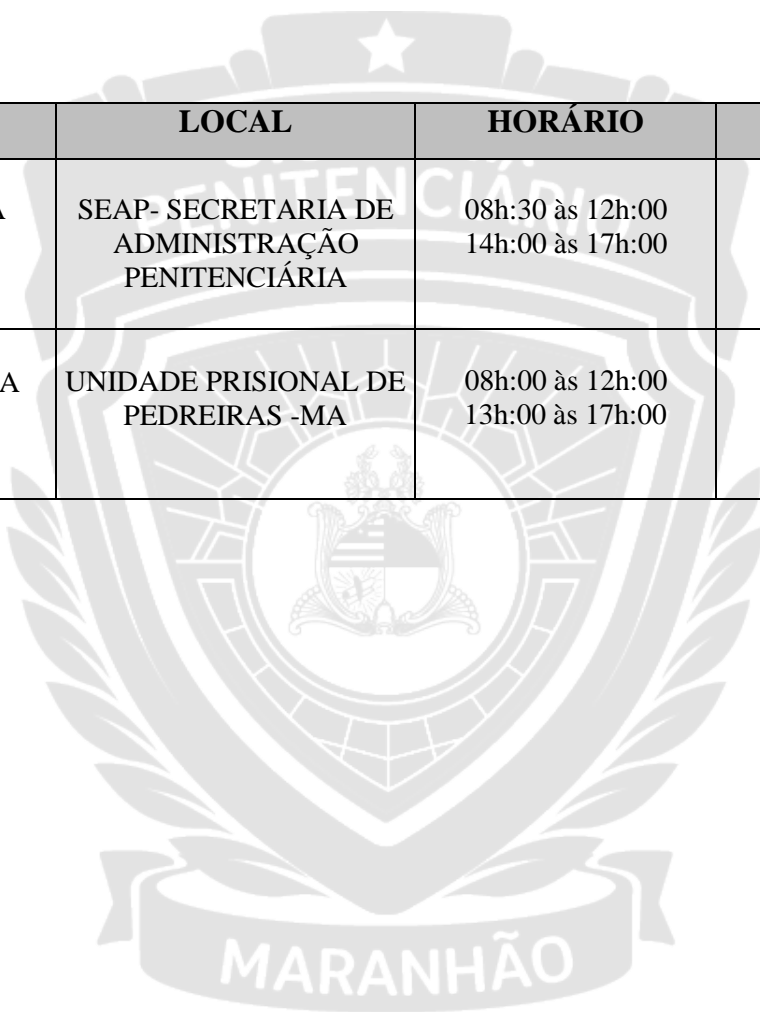 LOCAL HORÁRIO
A SEAP- SECRETARIA DE 08h:30 às 12h:00
ADMINISTRAÇÃO 14h:00 às 17h:00
PENITENCIÁRIA
A UNIDADE PRISIONAL DE 08h:00 às 12h:00
PEDREIRAS -MA 13h:00 às 17h:00
PENITENCIÁRIO
MARANHÃO